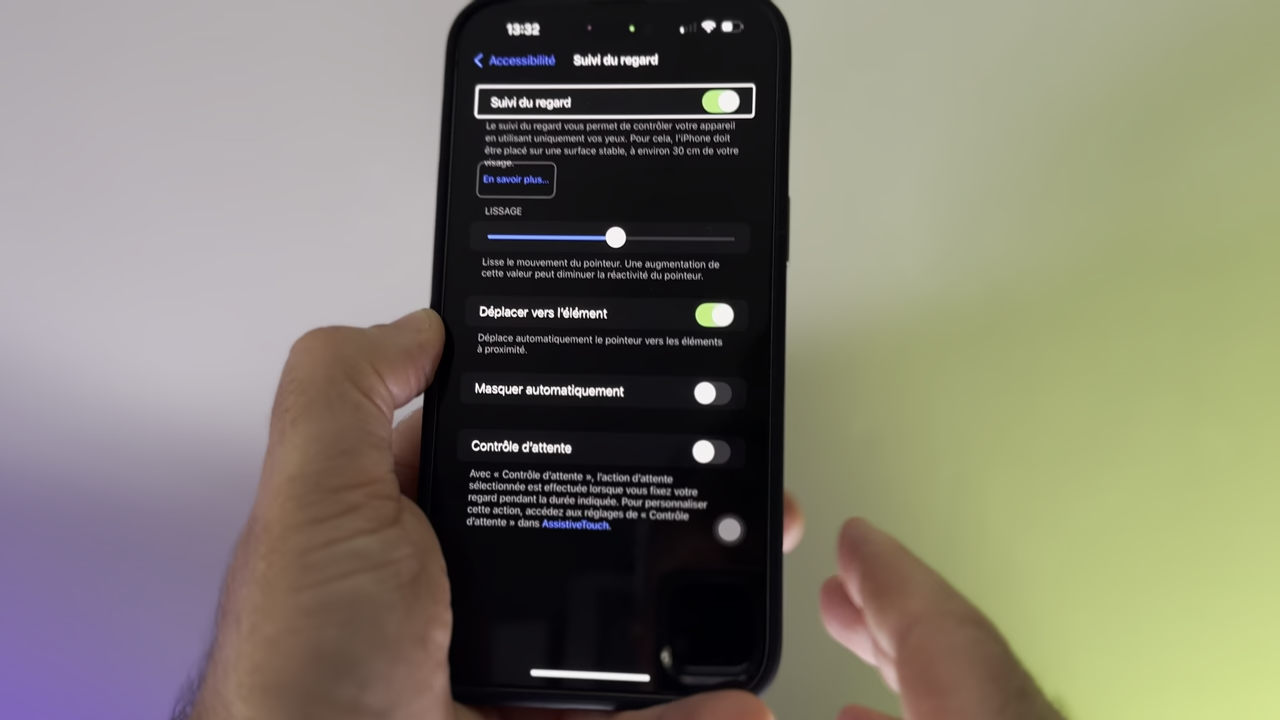 13:32
Accessibilité
Suivi du regard
Suivi du regard
Le suivi du regard vous permet de contrôler votre appareil
en utilisant uniquement vos yeux. Pour cela, l'iPhone doit
être placé sur une surface stable, à environ 30 cm de votre
visage.
En savoir plus...
LISSAGE
Lisse le mouvement du pointeur. Une augmentation de
cette valeur peut diminuer la réactivité du pointeur.
Déplacer vers l'élément
Déplace automatiquement le pointeur vers les éléments
à proximité.
Masquer automatiquement
Contrôle d'attente
Avec « Contrôle d'attente », l'action d'attente
sélectionnée est effectuée lorsque vous fixez votre
regard pendant la durée indiquée. Pour personnaliser
cette action, accédez aux réglages de « Contrôle
d'attente » dans AssistiveTouch.